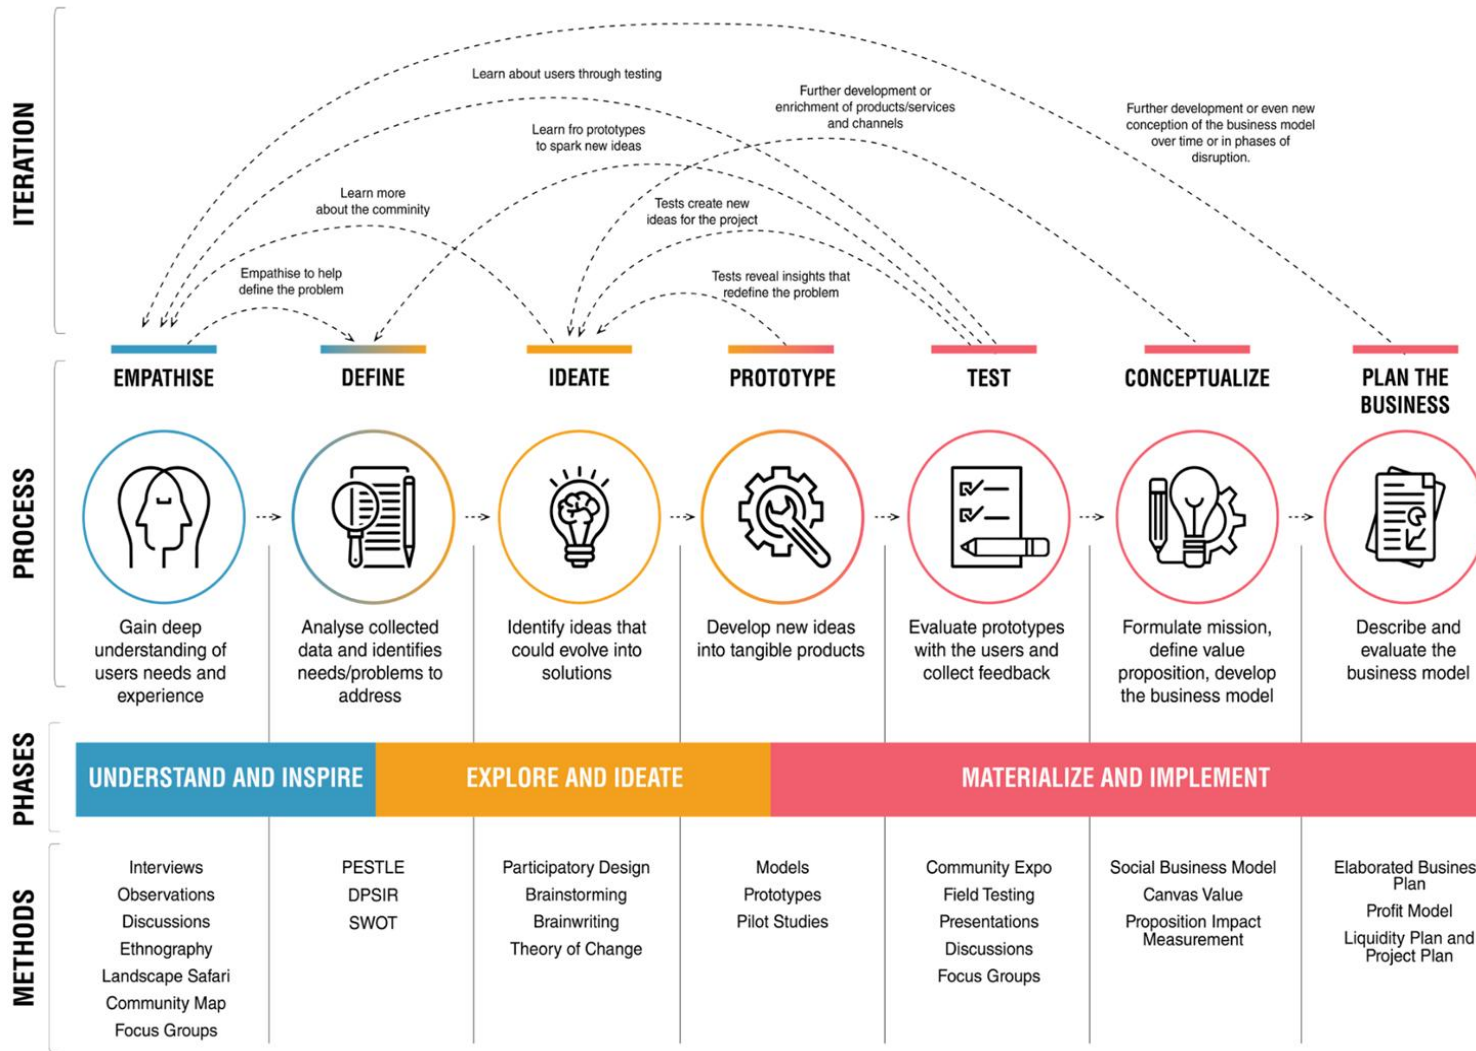 ITERATION
Learn about users through testing
Further development or
enrichment of products/services
and channels
Further development or even new
conception of the business model
over time or in phases of
disruption.
Learn fro prototypes
to spark new ideas
Learn more
about the comminity
Tests create new
ideas for the project
Empathise to help
define the problem
Tests reveal insights that
redefine the problem
PROCESS
EMPATHISE
DEFINE
IDEATE
PROTOTYPE
TEST
CONCEPTUALIZE
PLAN THE
BUSINESS
Gain deep
understanding of
users needs and
experience
Analyse collected
data and identifies
needs/problems to
address
Identify ideas that
could evolve into
solutions
Develop new ideas
into tangible products
Evaluate prototypes
with the users and
collect feedback
Formulate mission,
define value
proposition, develop
the business model
Describe and
evaluate the
business model
PHASES
UNDERSTAND AND INSPIRE
EXPLORE AND IDEATE
MATERIALIZE AND IMPLEMENT
METHODS
Interviews
Observations
Discussions
Ethnography
Landscape Safari
Community Map
Focus Groups
PESTLE
DPSIR
SWOT
Participatory Design
Brainstorming
Brainwriting
Theory of Change
Models
Prototypes
Pilot Studies
Community Expo
Field Testing
Presentations
Discussions
Focus Groups
Social Business Model
Canvas Value
Proposition Impact
Measurement
Elaborated Busines
Plan
Profit Model
Liquidity Plan and
Project Plan